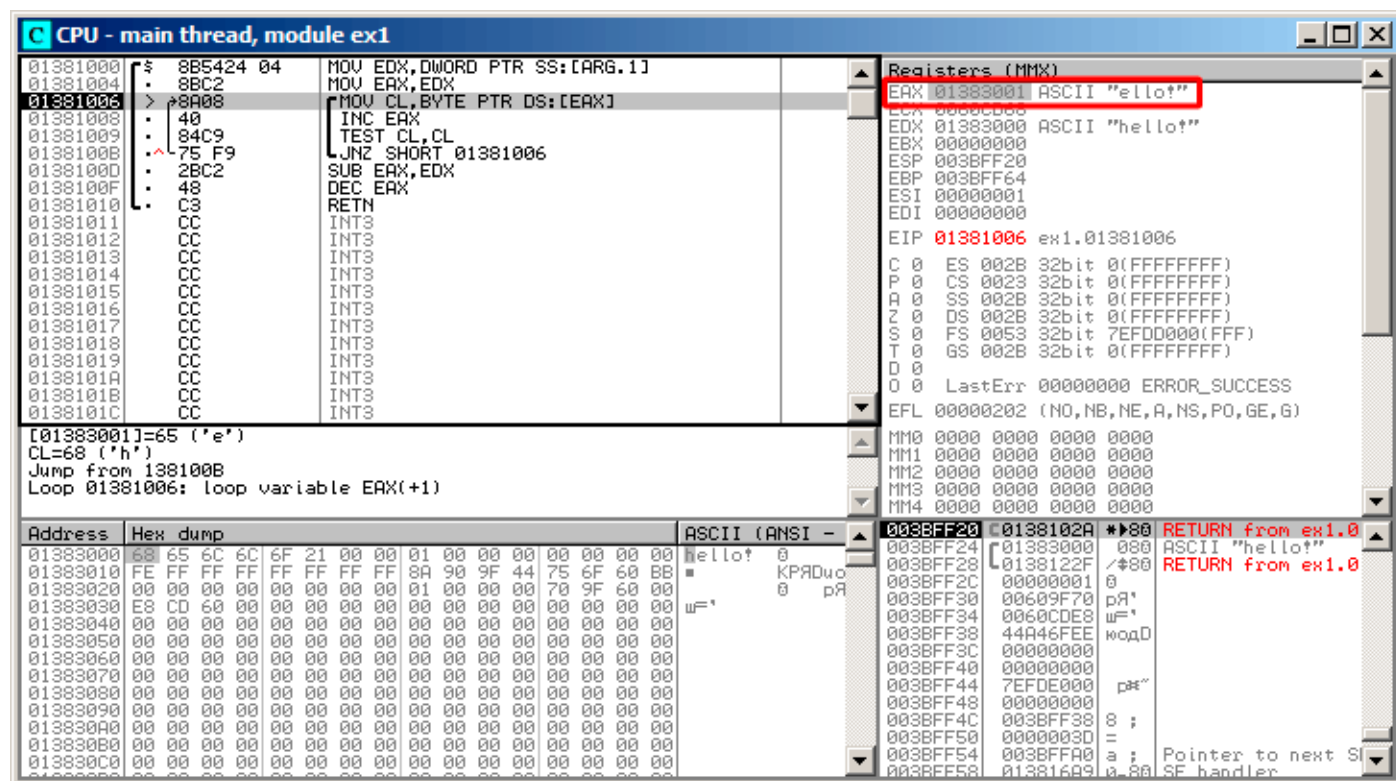 C CPU - main thread, module ex1
01381000 $ 8B5424 04 MOV EDX,DWORD PTR SS:[ARG.1]
01381004 . 8BC2 MOV EAX,EDX
01381006 > 8A08 MOV CL,BYTE PTR DS:[EAX]
01381008 . 40 INC EAX
01381009 . 84C9 TEST CL,CL
0138100B .^ 75 F9 JNZ SHORT 01381006
0138100D . 2BC2 SUB EAX,EDX
0138100F . 48 DEC EAX
01381010 . C3 RETN
01381011 CC INT3
01381012 CC INT3
01381013 CC INT3
01381014 CC INT3
01381015 CC INT3
01381016 CC INT3
01381017 CC INT3
01381018 CC INT3
01381019 CC INT3
0138101A CC INT3
0138101B CC INT3
0138101C CC INT3
[01383001]=65 ('e')
CL=68 ('h')
Jump from 138100B
Loop 01381006: loop variable EAX(+1)
Registers (MMX)
EAX 01383001 ASCII "ello!"
EDX 01383000 ASCII "hello!"
EBX 00000000
ESP 003BFF20
EBP 003BFF64
ESI 00000001
EDI 00000000
EIP 01381006 ex1.01381006
C 0 ES 002B 32bit 0(FFFFFFFF)
P 0 CS 0023 32bit 0(FFFFFFFF)
A 0 SS 002B 32bit 0(FFFFFFFF)
Z 0 DS 002B 32bit 0(FFFFFFFF)
S 0 FS 0053 32bit 7EFDD000(FFF)
T 0 GS 002B 32bit 0(FFFFFFFF)
D 0
O 0 LastErr 00000000 ERROR_SUCCESS
EFL 00000202 (NO,NB,NE,A,NS,PO,GE,G)
MM0 0000 0000 0000 0000
MM1 0000 0000 0000 0000
MM2 0000 0000 0000 0000
MM3 0000 0000 0000 0000
MM4 0000 0000 0000 0000
Address Hex dump ASCII (ANSI -
01383000 68 65 6C 6C 6F 21 00 00 01 00 00 00 00 00 00 00 hello!
01383010 FE FF FF FF FF FF FF FF 8A 90 9F 44 75 6F 60 BB ■ KPЯDuo
01383020 00 00 00 00 00 00 00 00 01 00 00 00 70 9F 60 00 pЯ
01383030 E8 CD 60 00 00 00 00 00 00 00 00 00 00 00 00 00 ш='
01383040 00 00 00 00 00 00 00 00 00 00 00 00 00 00 00 00
01383050 00 00 00 00 00 00 00 00 00 00 00 00 00 00 00 00
01383060 00 00 00 00 00 00 00 00 00 00 00 00 00 00 00 00
01383070 00 00 00 00 00 00 00 00 00 00 00 00 00 00 00 00
01383080 00 00 00 00 00 00 00 00 00 00 00 00 00 00 00 00
01383090 00 00 00 00 00 00 00 00 00 00 00 00 00 00 00 00
013830A0 00 00 00 00 00 00 00 00 00 00 00 00 00 00 00 00
013830B0 00 00 00 00 00 00 00 00 00 00 00 00 00 00 00 00
013830C0 00 00 00 00 00 00 00 00 00 00 00 00 00 00 00 00
003BFF20 0138102A RETURN from ex1.0
003BFF24 01383000 ASCII "hello!"
003BFF28 0138122F RETURN from ex1.0
003BFF2C 00000001
003BFF30 00609F70 pЯ'
003BFF34 0060CDE8 ш='
003BFF38 44A46FEE юодD
003BFF3C 00000000
003BFF40 00000000
003BFF44 7EFDE000
003BFF48 00000000
003BFF4C 003BFF38 8 ;
003BFF50 0000003D =
003BFF54 003BFFA0 a ; Pointer to next S
003BFF58 013816A9 SE handler